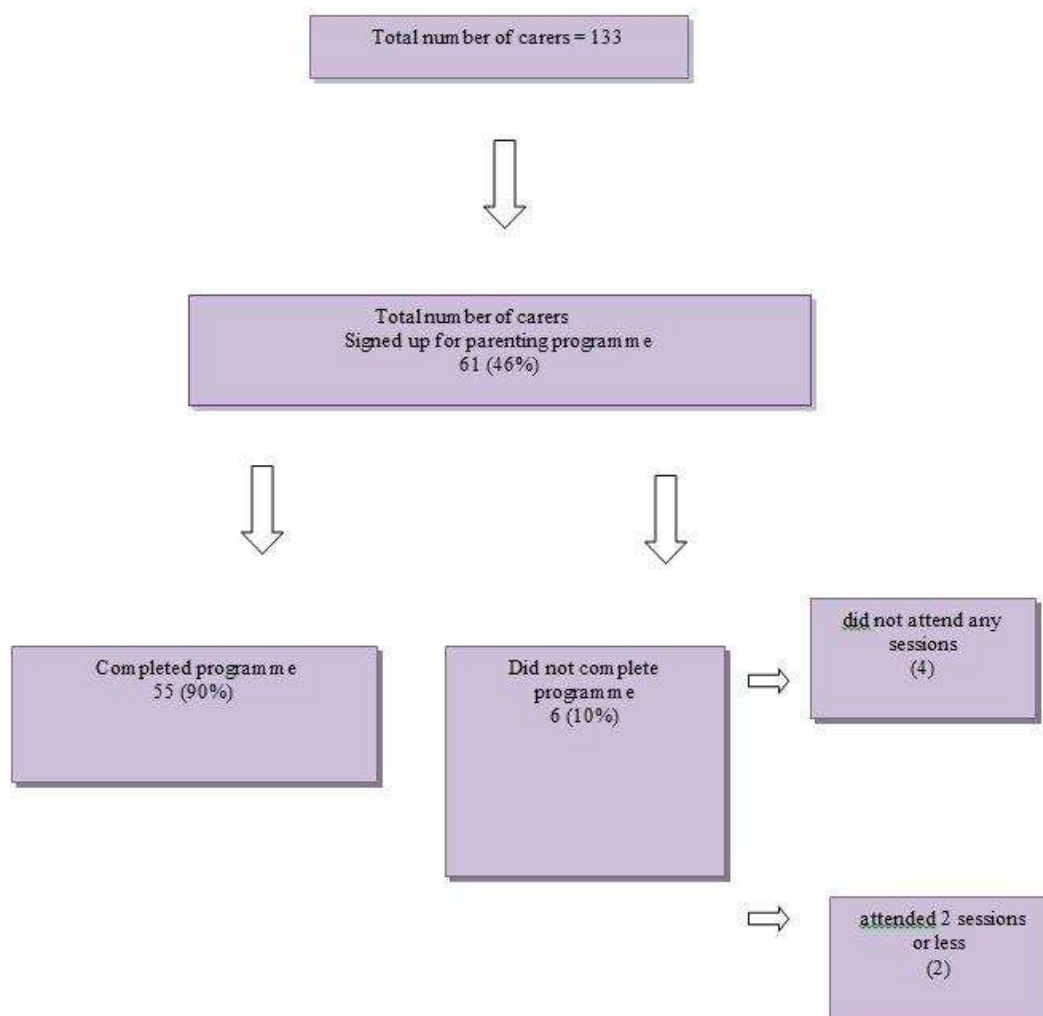 Total number of carers = 133
Total number of carers
Signed up for parenting programme
61 (46%)
Completed programme
55 (90%)
Did not complete
programme
6 (10%)
did not attend any
sessions
(4)
attended 2 sessions
or less
(2)